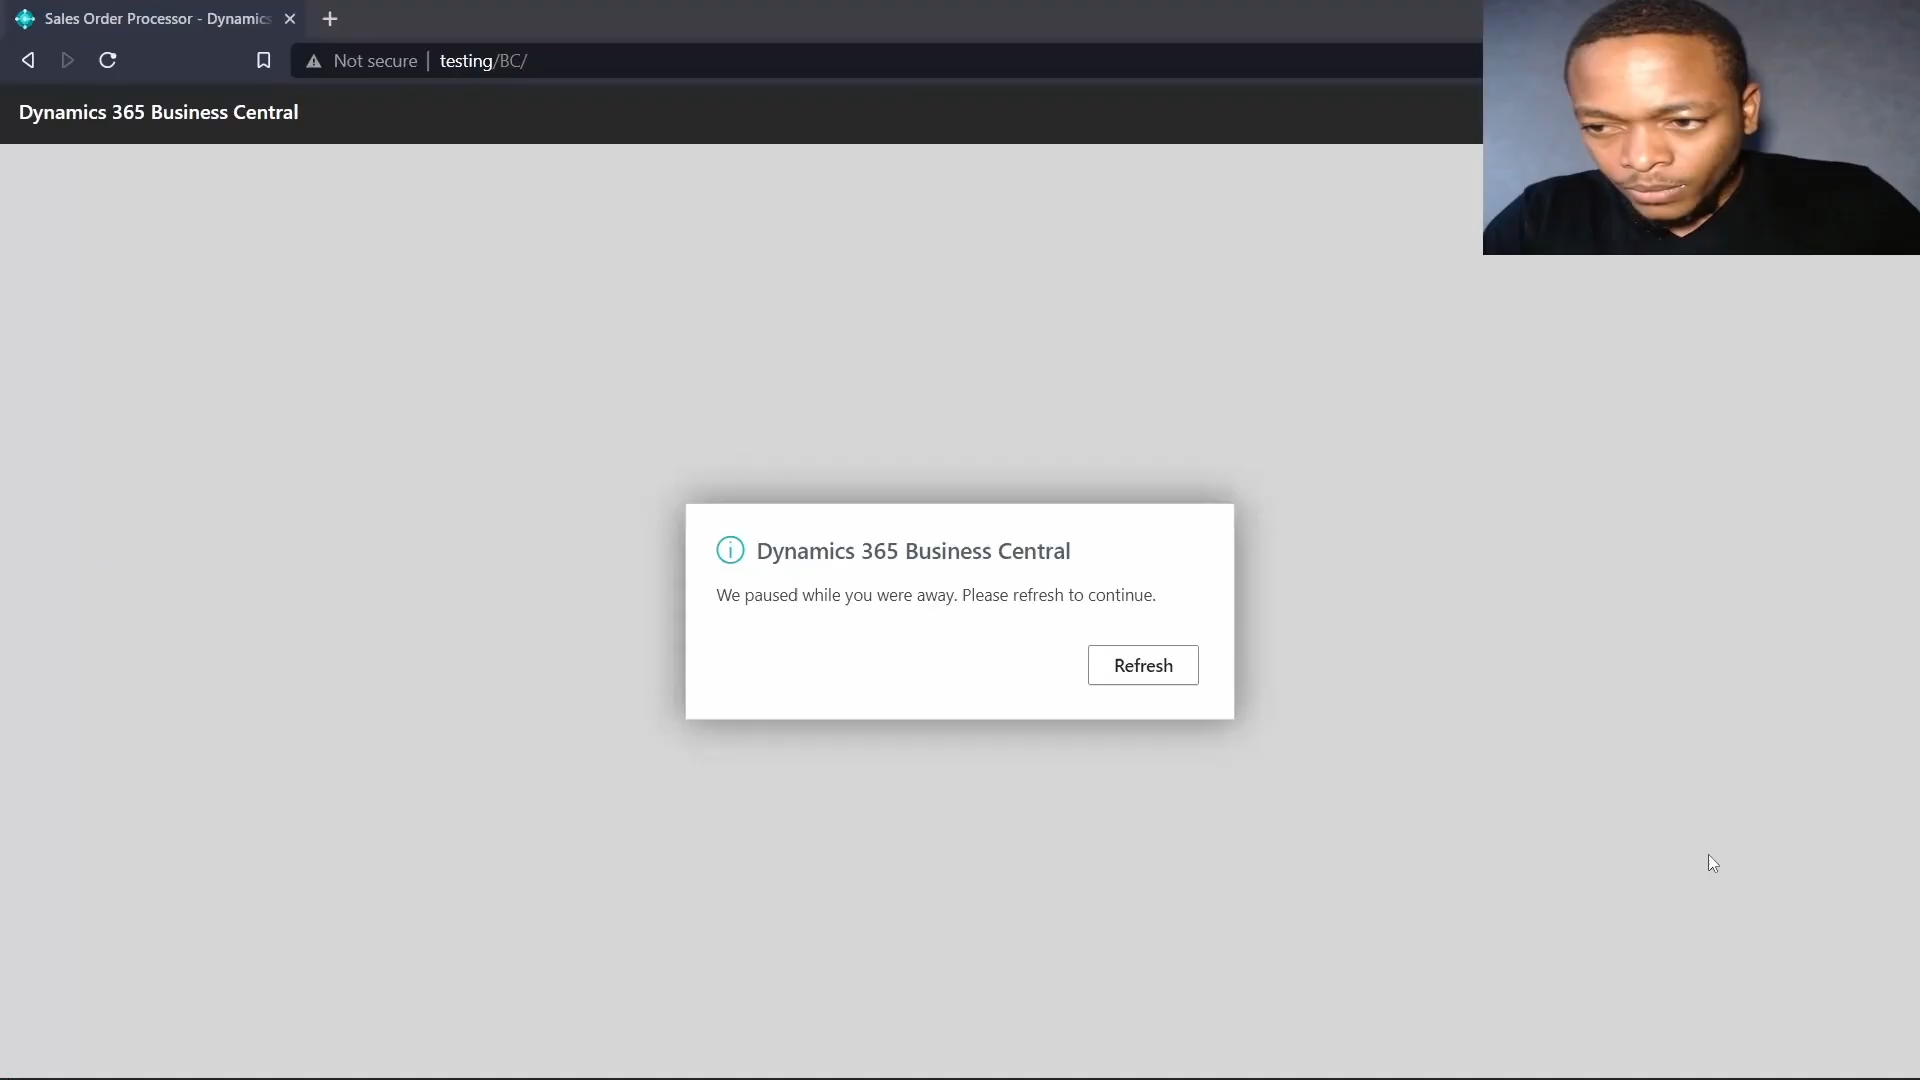 Sales Order Processor - Dynamics
Not secure | testing/BC/
Dynamics 365 Business Central
Dynamics 365 Business Central
We paused while you were away. Please refresh to continue.
Refresh